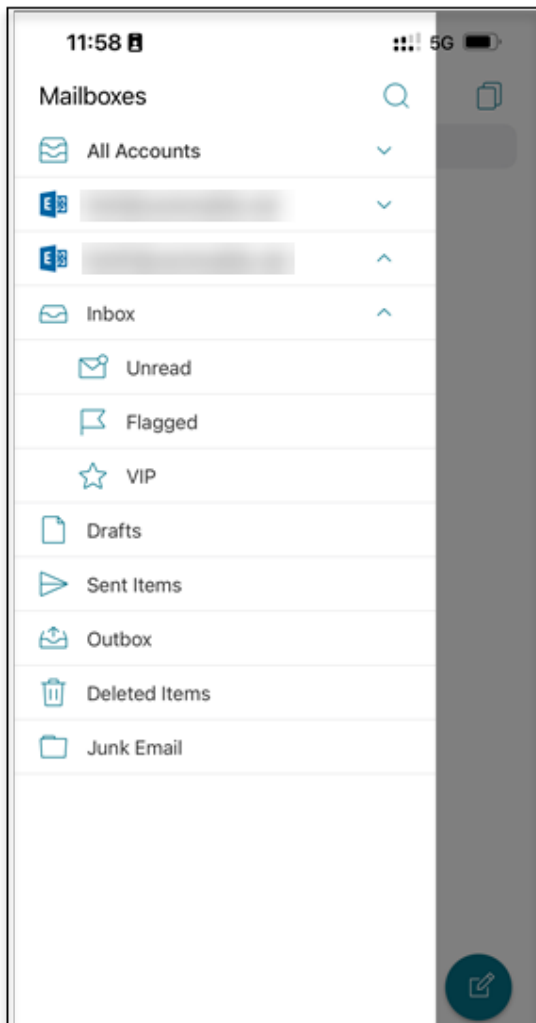 11:58 5G
Mailboxes
All Accounts
E
E
Inbox
Unread
Flagged
VIP
Drafts
Sent Items
Outbox
Deleted Items
Junk Email